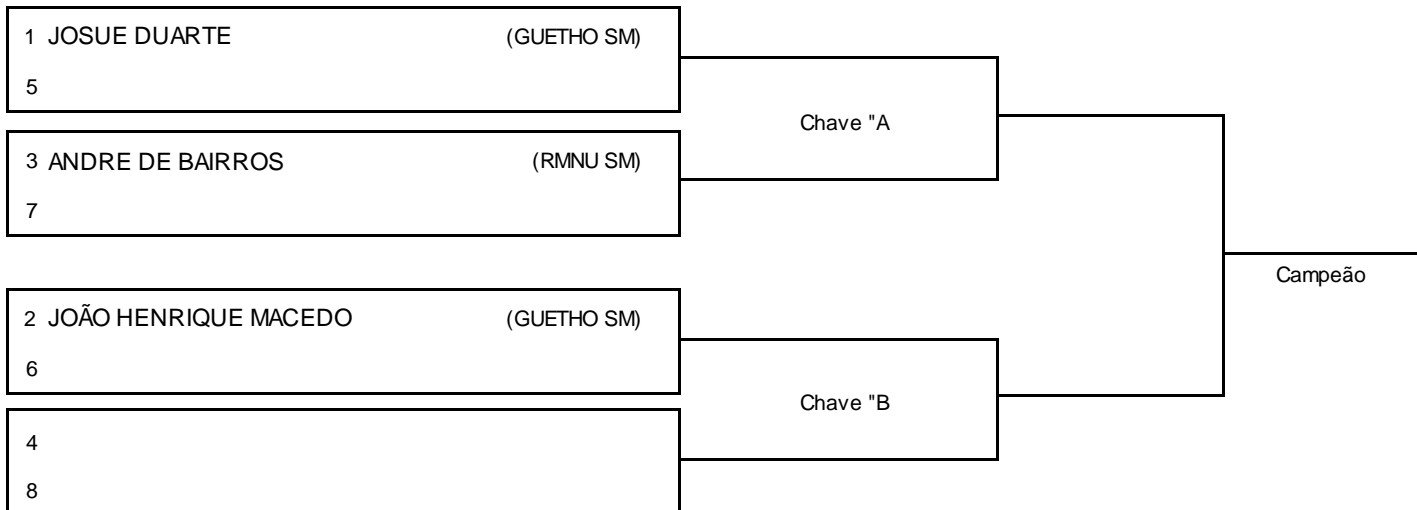 1 JOSUE DUARTE (GUETHO SM)
5
Chave "A
3 ANDRE DE BAIRROS (RMNU SM)
7
Campeão
2 JOÃO HENRIQUE MACEDO (GUETHO SM)
6
Chave "B
4
8